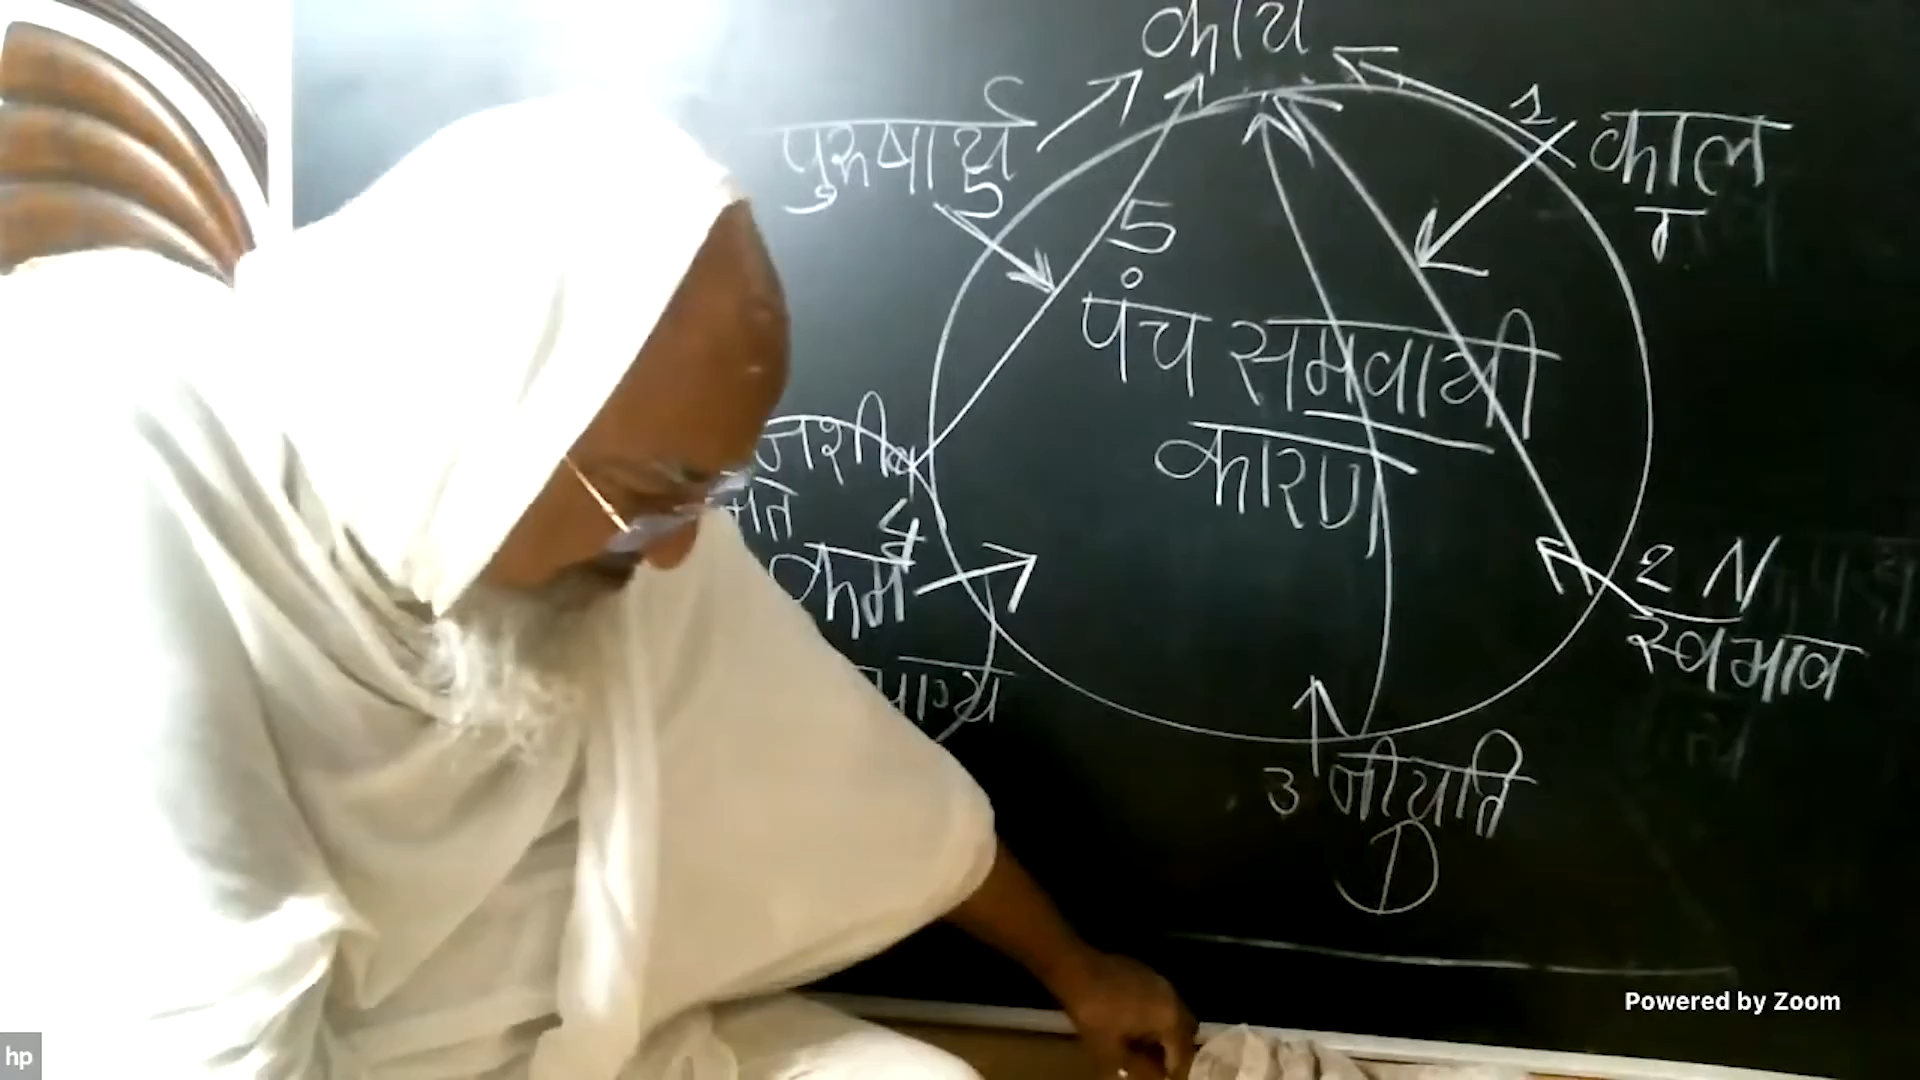 कार्य
पुरुषार्थ
5
1 काल
पंच समवायी
कारण
4
कर्म
2 N
स्वभाव
भाग्य
3 नीयति
D
Powered by Zoom
hp